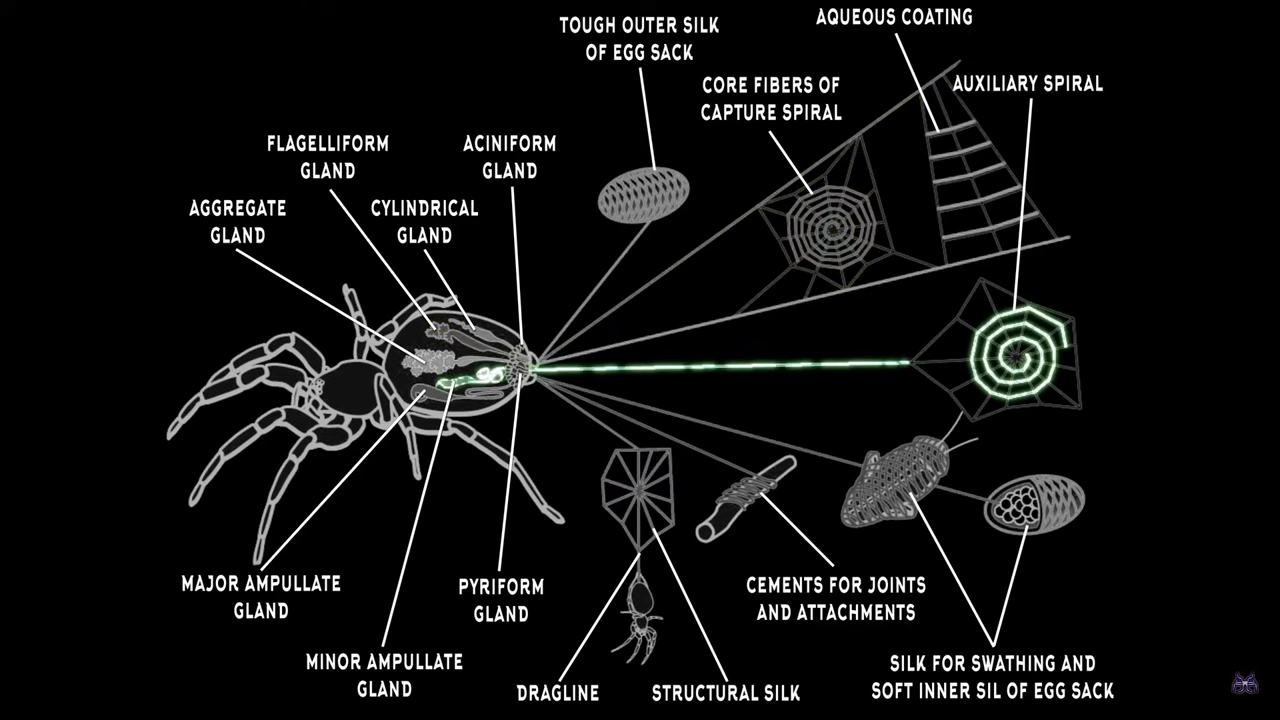 TOUGH OUTER SILK
OF EGG SACK
AQUEOUS COATING
CORE FIBERS OF
CAPTURE SPIRAL
AUXILIARY SPIRAL
FLAGELLIFORM
GLAND
ACINIFORM
GLAND
AGGREGATE
GLAND
CYLINDRICAL
GLAND
MAJOR AMPULLATE
GLAND
PYRIFORM
GLAND
CEMENTS FOR JOINTS
AND ATTACHMENTS
MINOR AMPULLATE
GLAND
DRAGLINE
STRUCTURAL SILK
SILK FOR SWATHING AND
SOFT INNER SIL OF EGG SACK